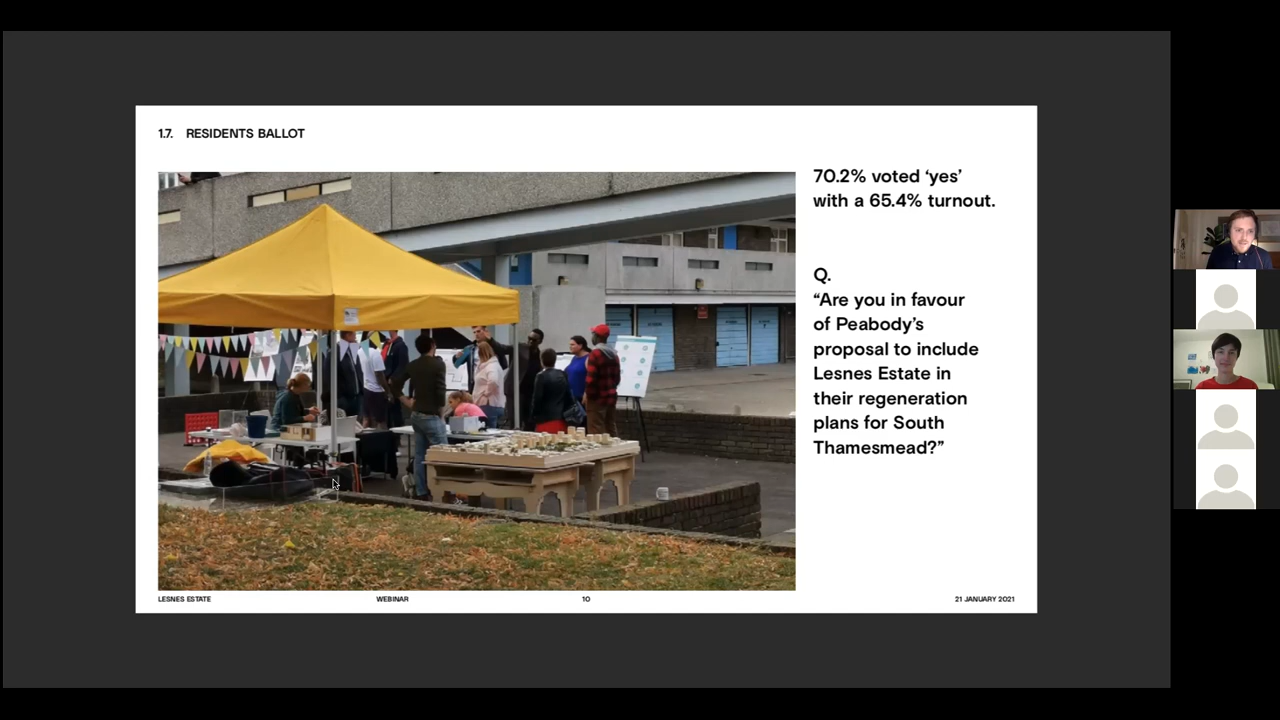 1.7. RESIDENTS BALLOT
70.2% voted ‘yes’
with a 65.4% turnout.
Q.
“Are you in favour
of Peabody’s
proposal to include
Lesnes Estate in
their regeneration
plans for South
Thamesmead?”
LESNES ESTATE WEBINAR 10 21 JANUARY 2021